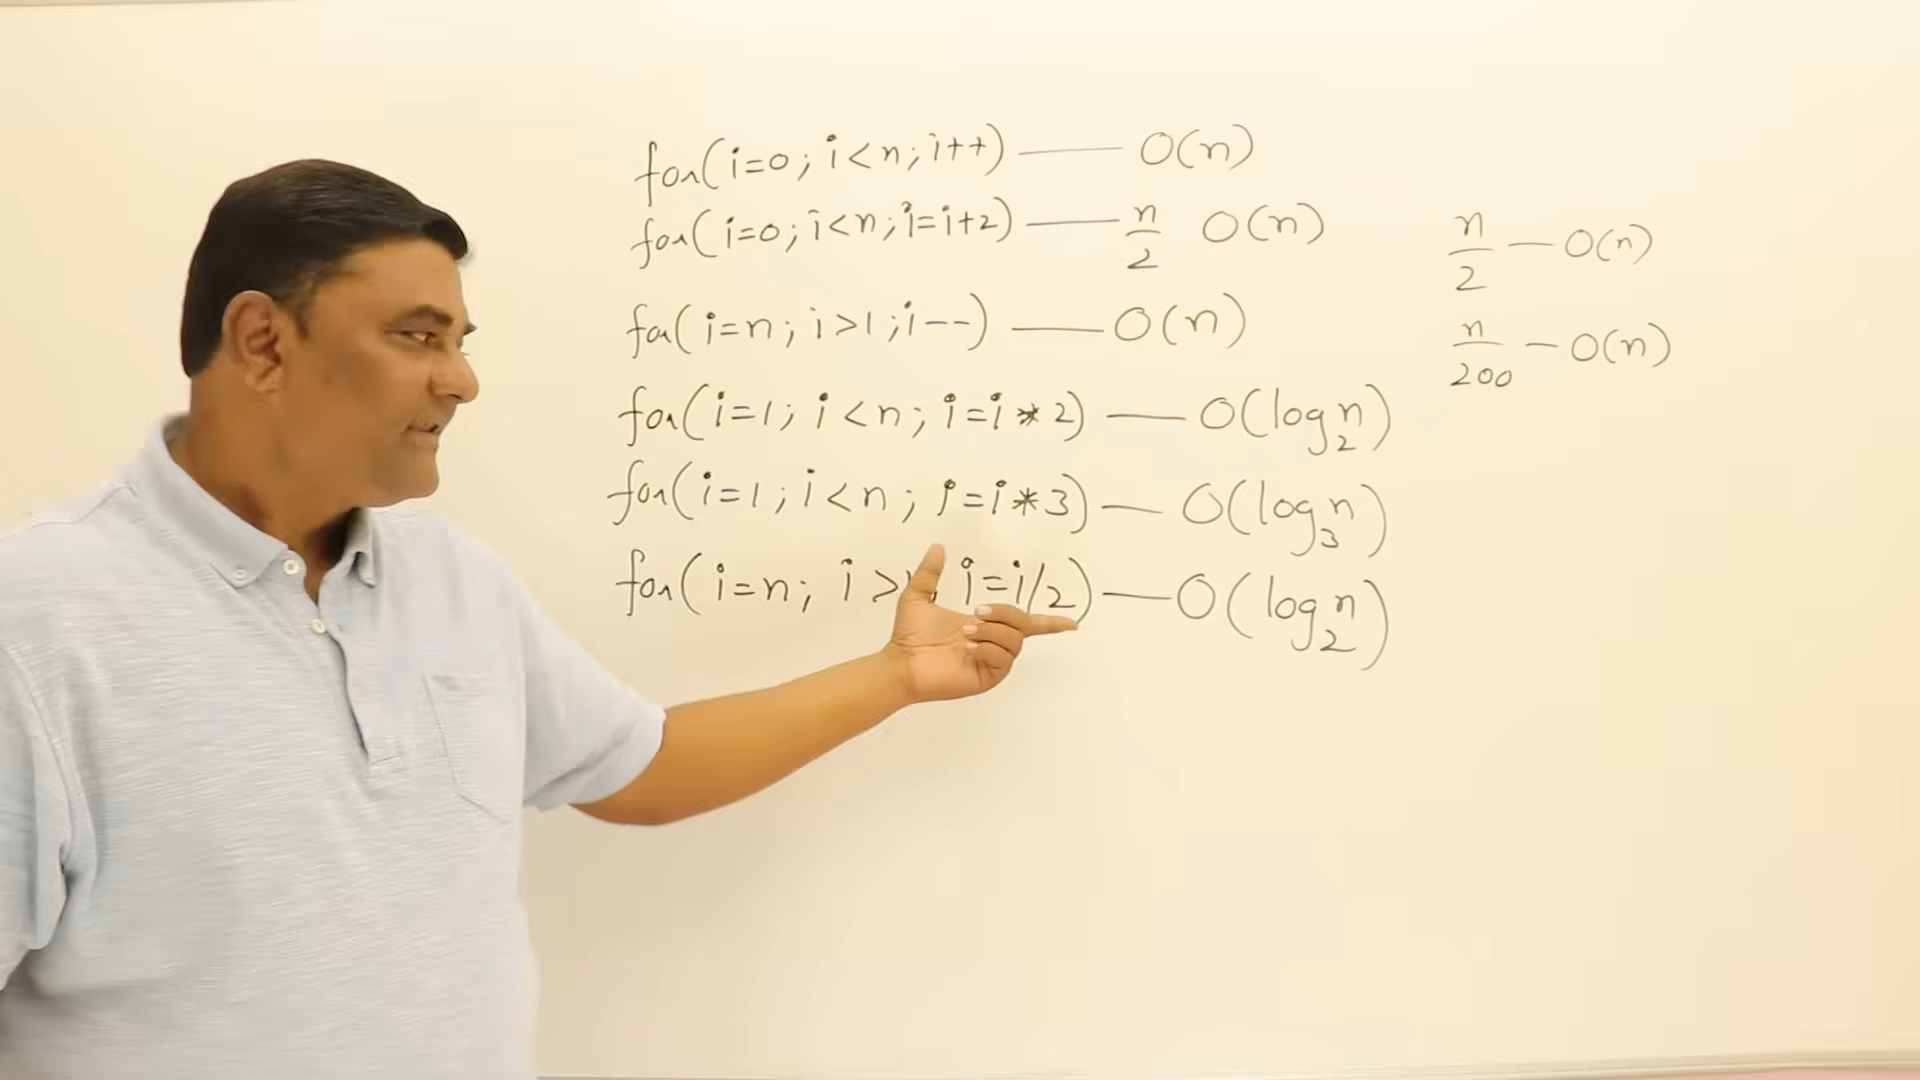 for(i=0; i<n; i++) —— O(n)
for(i=0; i<n; i=i+2) —— n/2 O(n)
n/2 — O(n)
for(i=n; i>1; i--) —— O(n)
n/200 — O(n)
for(i=1; i<n; i=i*2) —— O(log₂n)
for(i=1; i<n; i=i*3) — O(log₃n)
for(i=n; i> i=i/2) — O(log₂n)